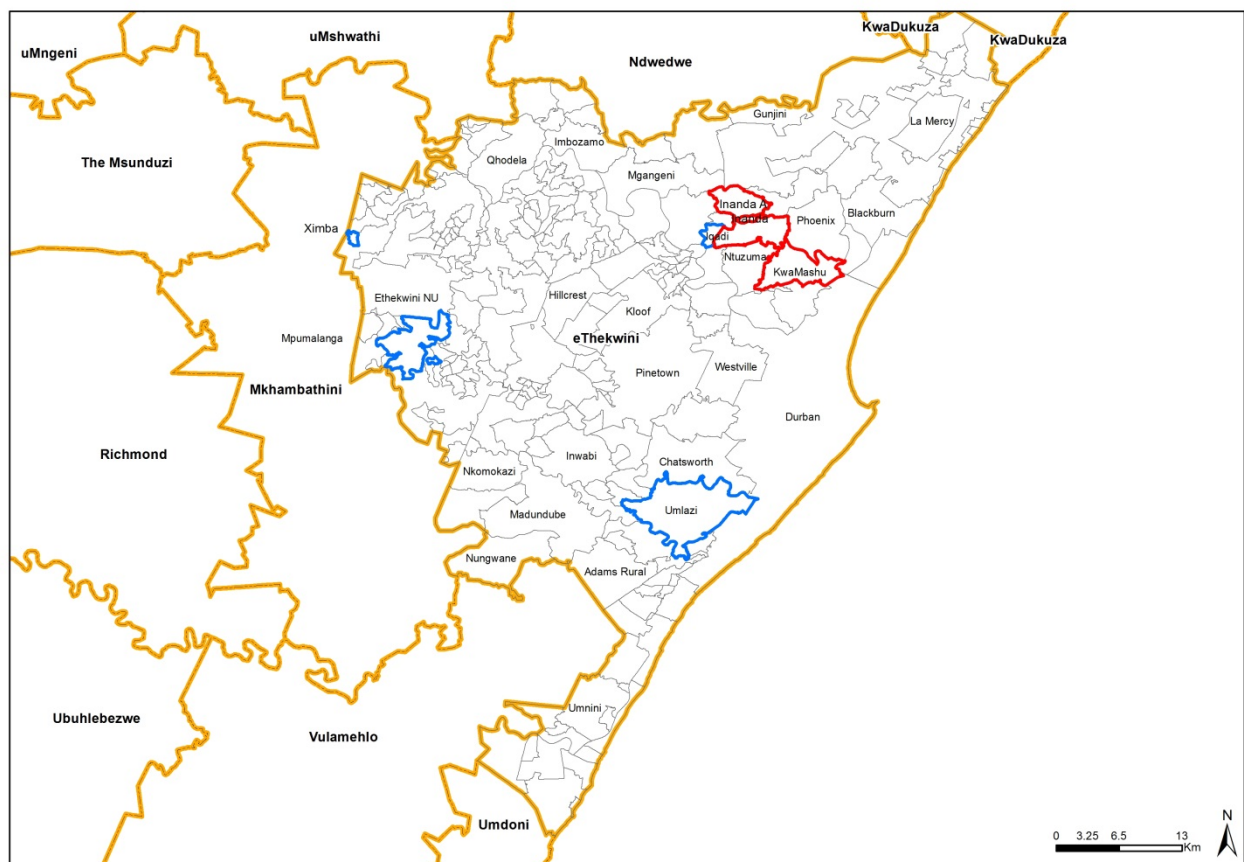 KwaDukuza
uMshwathi
KwaDukuza
uMngeni
Ndwedwe
Gunjini
La Mercy
Imbozamo
Qhodela
The Msunduzi
Mgangeni
Inanda A
Inanda
Phoenix
Blackburn
Ximba
Qadi
Ntuzuma
KwaMashu
Ethekwini NU
Hillcrest
Kloof
Mpumalanga
eThekwini
Westville
Pinetown
Mkhambathini
Durban
Richmond
Inwabi
Chatsworth
Nkomokazi
Umlazi
Madundube
Nungwane
Adams Rural
Umnini
Ubuhlebezwe
Vulamehlo
Umdoni
N
0 3.25 6.5 13
Km